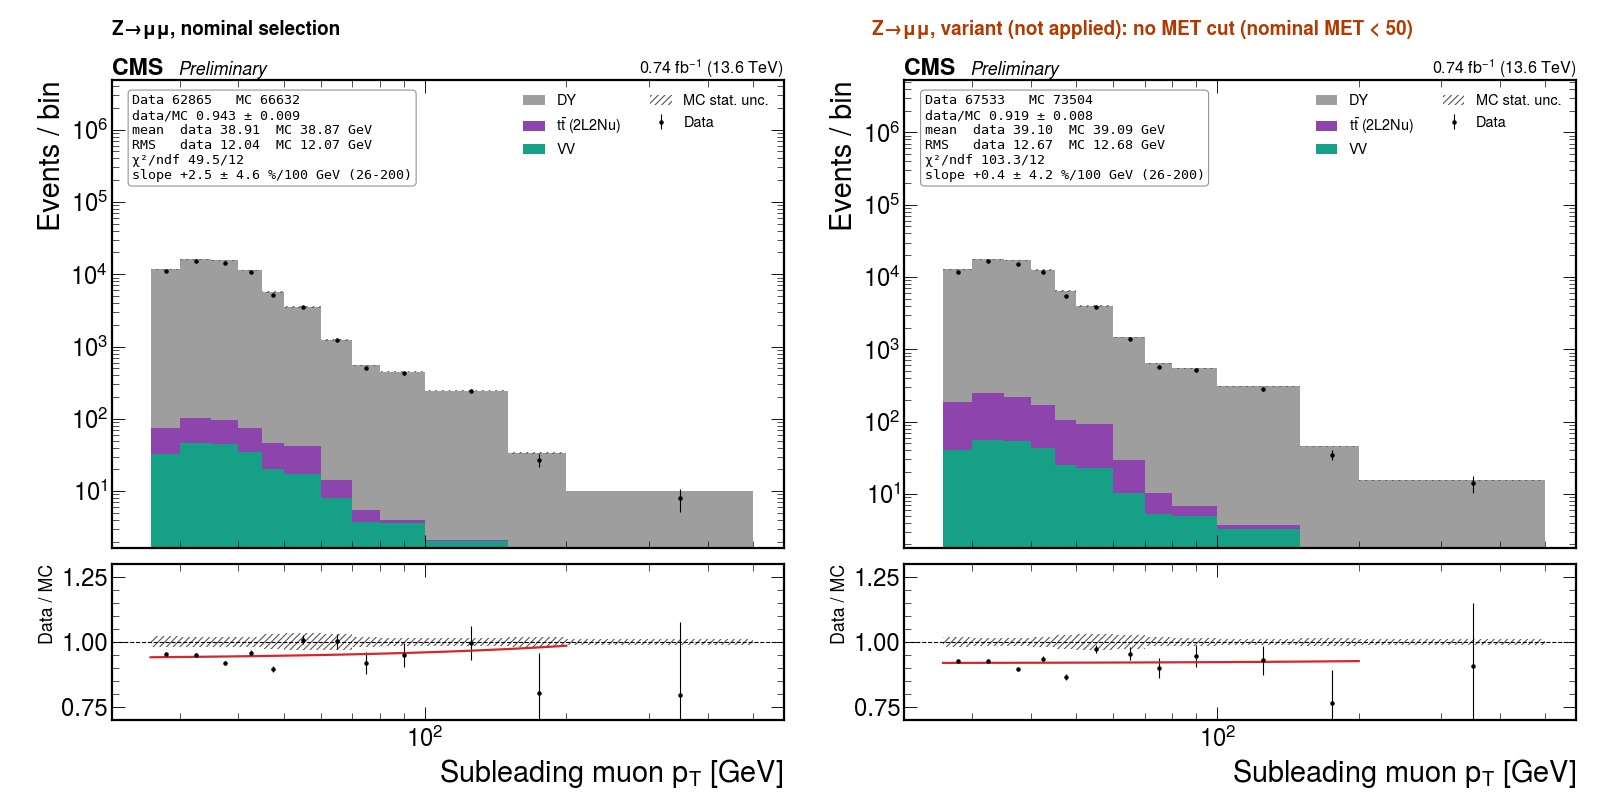 Z→μμ, nominal selection
CMS Preliminary
0.74 fb⁻¹ (13.6 TeV)
Data 62865   MC 66632
data/MC 0.943 ± 0.009
mean  data 38.91  MC 38.87 GeV
RMS   data 12.04  MC 12.07 GeV
χ²/ndf 49.5/12
slope +2.5 ± 4.6 %/100 GeV (26-200)
DY
tt̄ (2L2Nu)
VV
MC stat. unc.
Data
Events / bin
10⁶
10⁵
10⁴
10³
10²
10¹
Data / MC
1.25
1.00
0.75
10²
Subleading muon p_T [GeV]
Z→μμ, variant (not applied): no MET cut (nominal MET < 50)
CMS Preliminary
0.74 fb⁻¹ (13.6 TeV)
Data 67533   MC 73504
data/MC 0.919 ± 0.008
mean  data 39.10  MC 39.09 GeV
RMS   data 12.67  MC 12.68 GeV
χ²/ndf 103.3/12
slope +0.4 ± 4.2 %/100 GeV (26-200)
DY
tt̄ (2L2Nu)
VV
MC stat. unc.
Data
Events / bin
10⁶
10⁵
10⁴
10³
10²
10¹
Data / MC
1.25
1.00
0.75
10²
Subleading muon p_T [GeV]